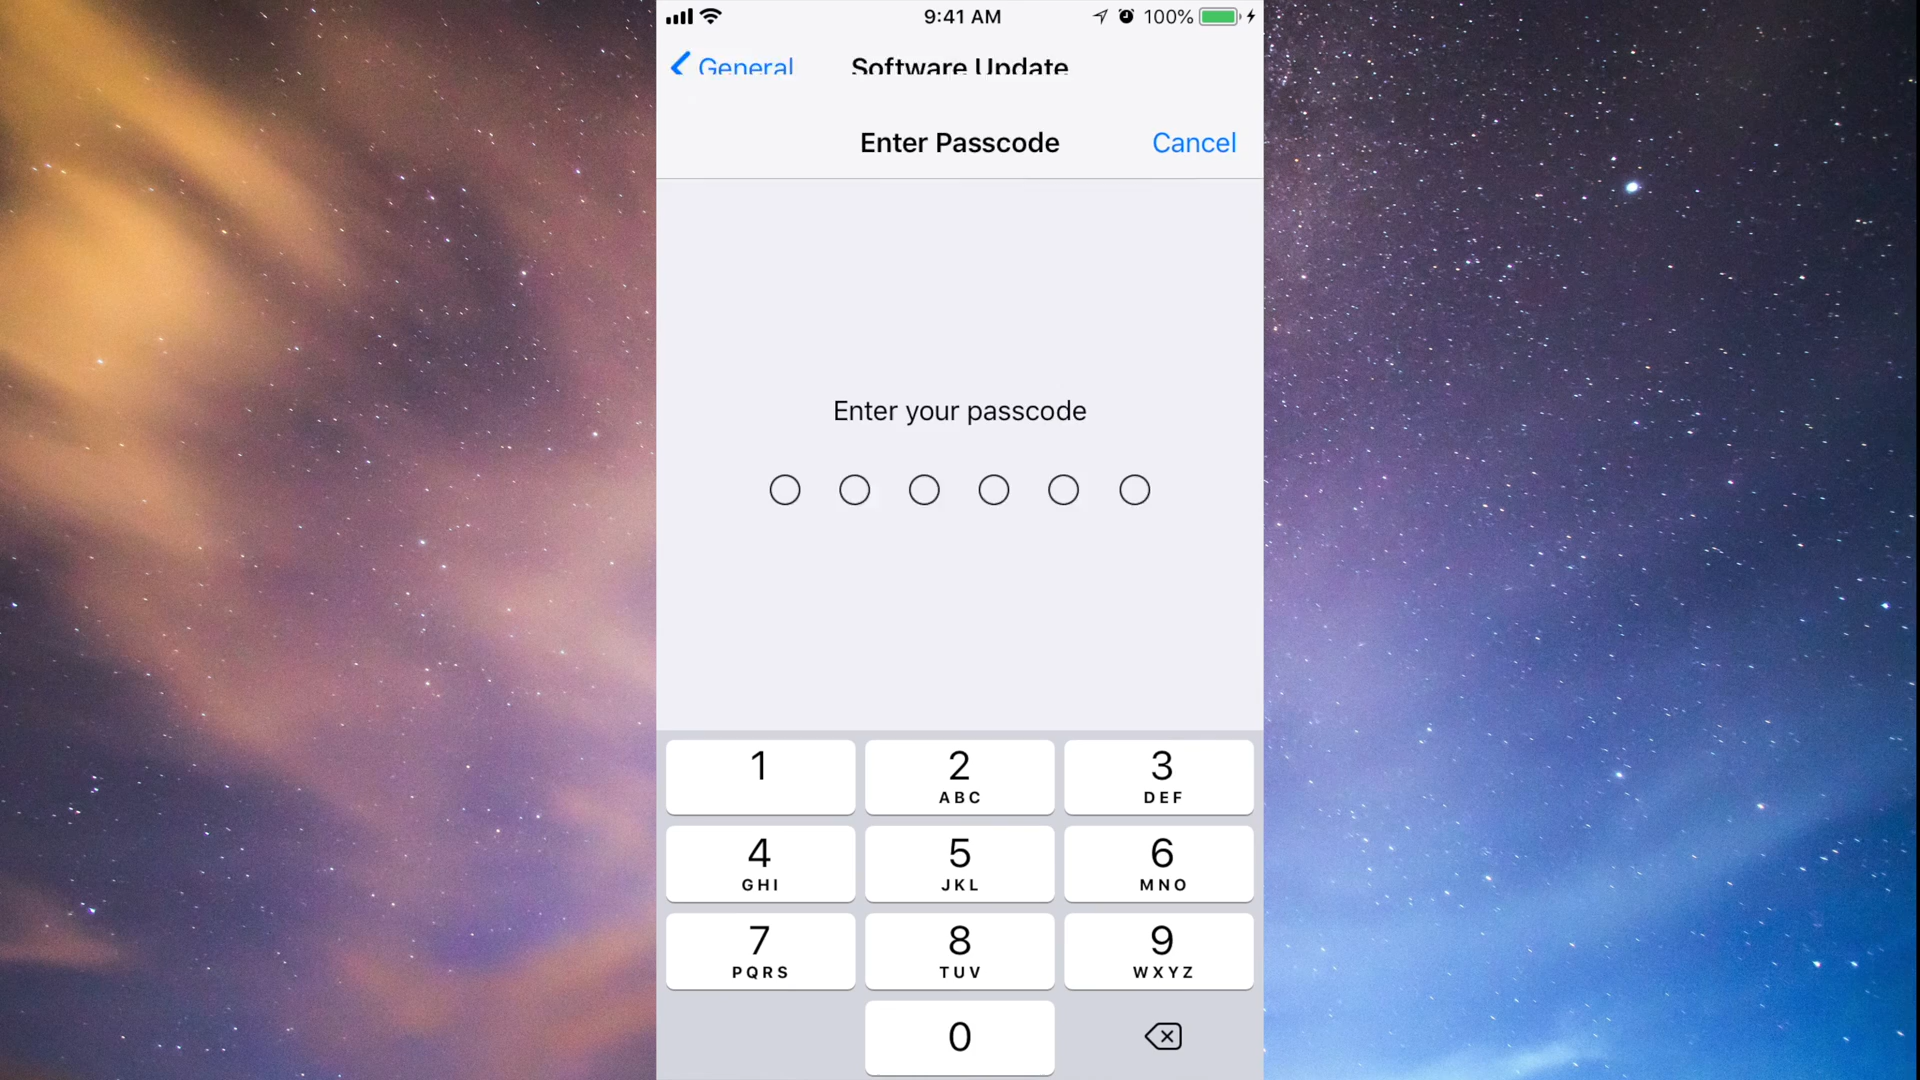 9:41 AM 100%
General Software Update
Enter Passcode Cancel
Enter your passcode
1 2 3
ABC DEF
4 5 6
GHI JKL MNO
7 8 9
PQRS TUV WXYZ
0